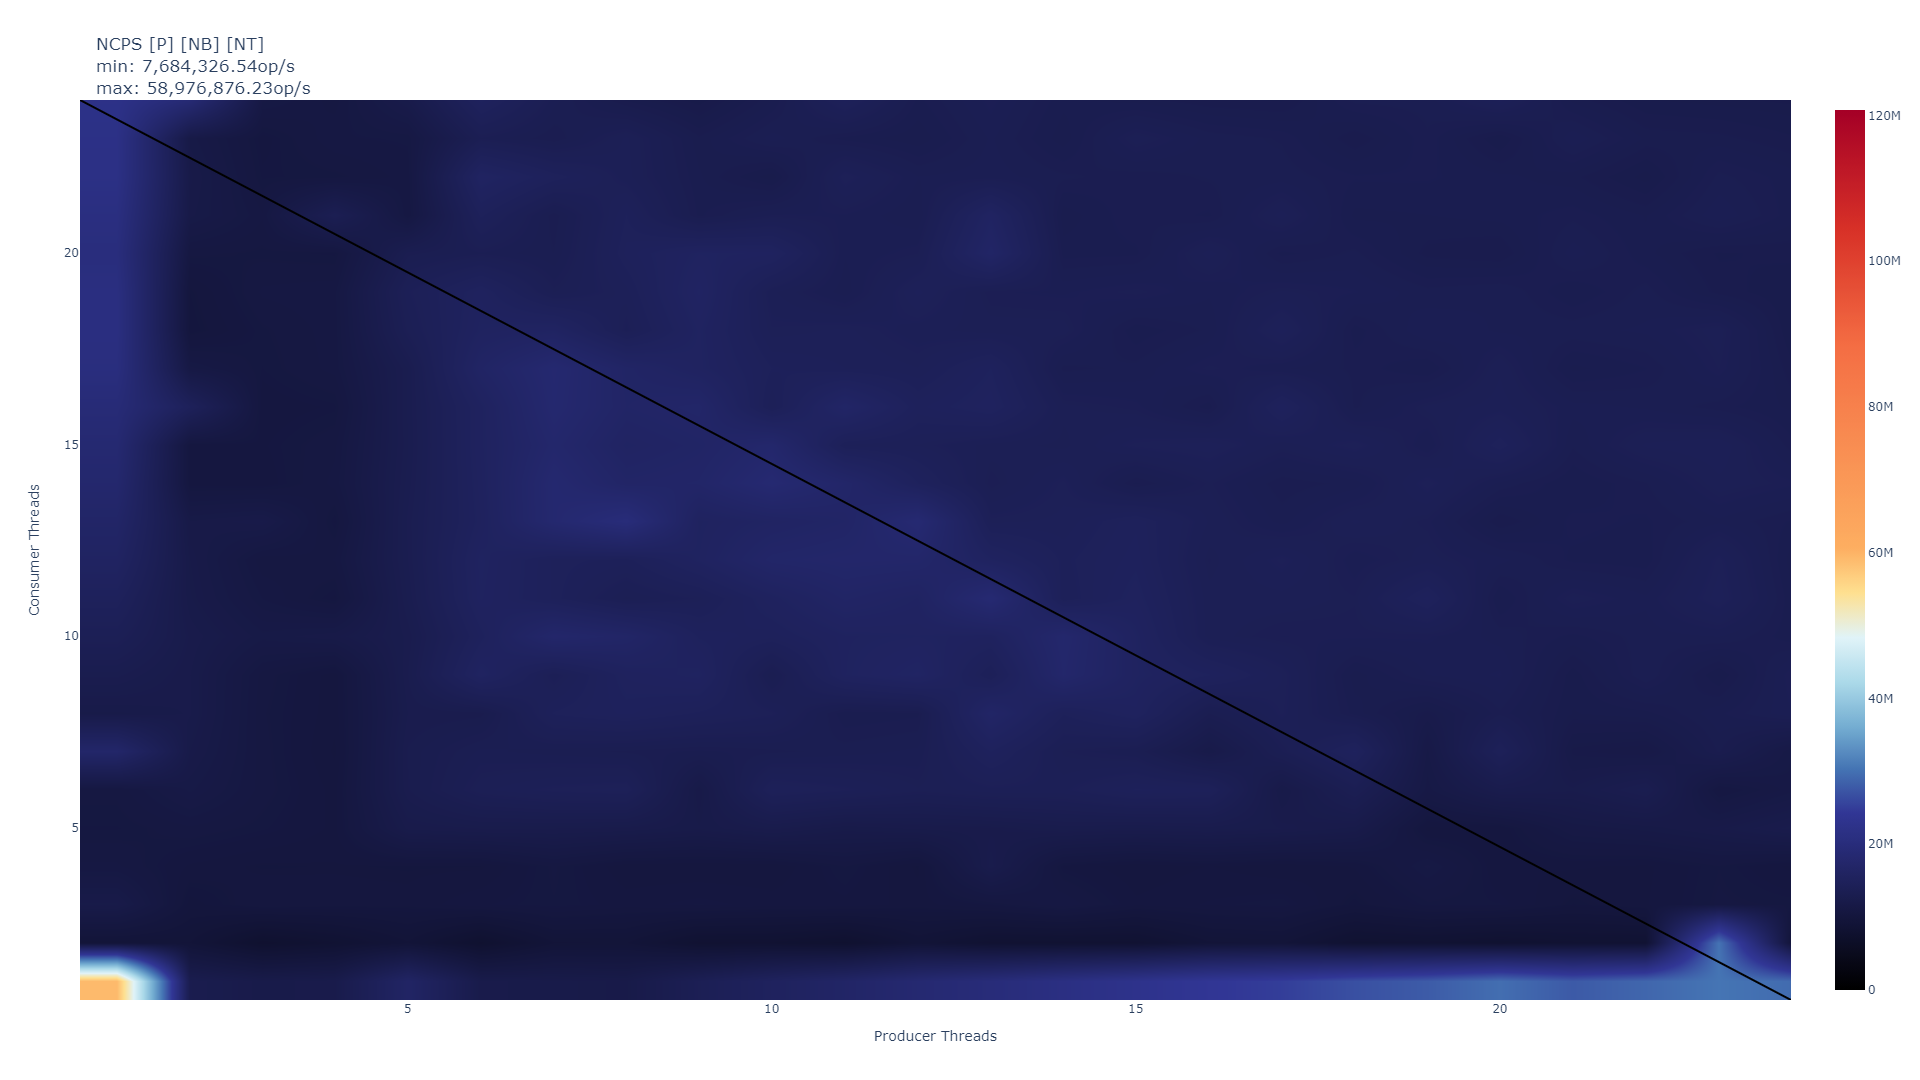 NCPS [P] [NB] [NT]
min: 7,684,326.54op/s
max: 58,976,876.23op/s
20
15
10
5
Consumer Threads
5
10
15
20
Producer Threads
120M
100M
80M
60M
40M
20M
0